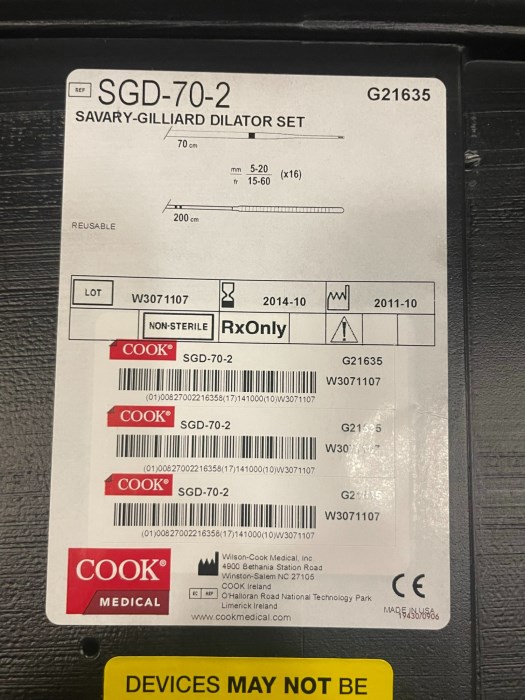 REF SGD-70-2 G21635
SAVARY-GILLIARD DILATOR SET
70 cm
mm 5-20 (x16)
fr 15-60
200 cm
REUSABLE
LOT W3071107 2014-10 2011-10
NON-STERILE RxOnly
COOK® SGD-70-2 G21635
W3071107
(01)00827002216358(17)141000(10)W3071107
COOK® SGD-70-2
(01)00827002216358(17)141000(10)W3071107
COOK® SGD-70-2
W3071107
(01)00827002216358(17)141000(10)W3071107
COOK®
MEDICAL
Wilson-Cook Medical, Inc.
4900 Bethania Station Road
Winston-Salem NC 27105
EC REP COOK Ireland
O'Halloran Road National Technology Park
Limerick Ireland
www.cookmedical.com
CE
MADE IN USA
19430/0906
DEVICES MAY NOT BE